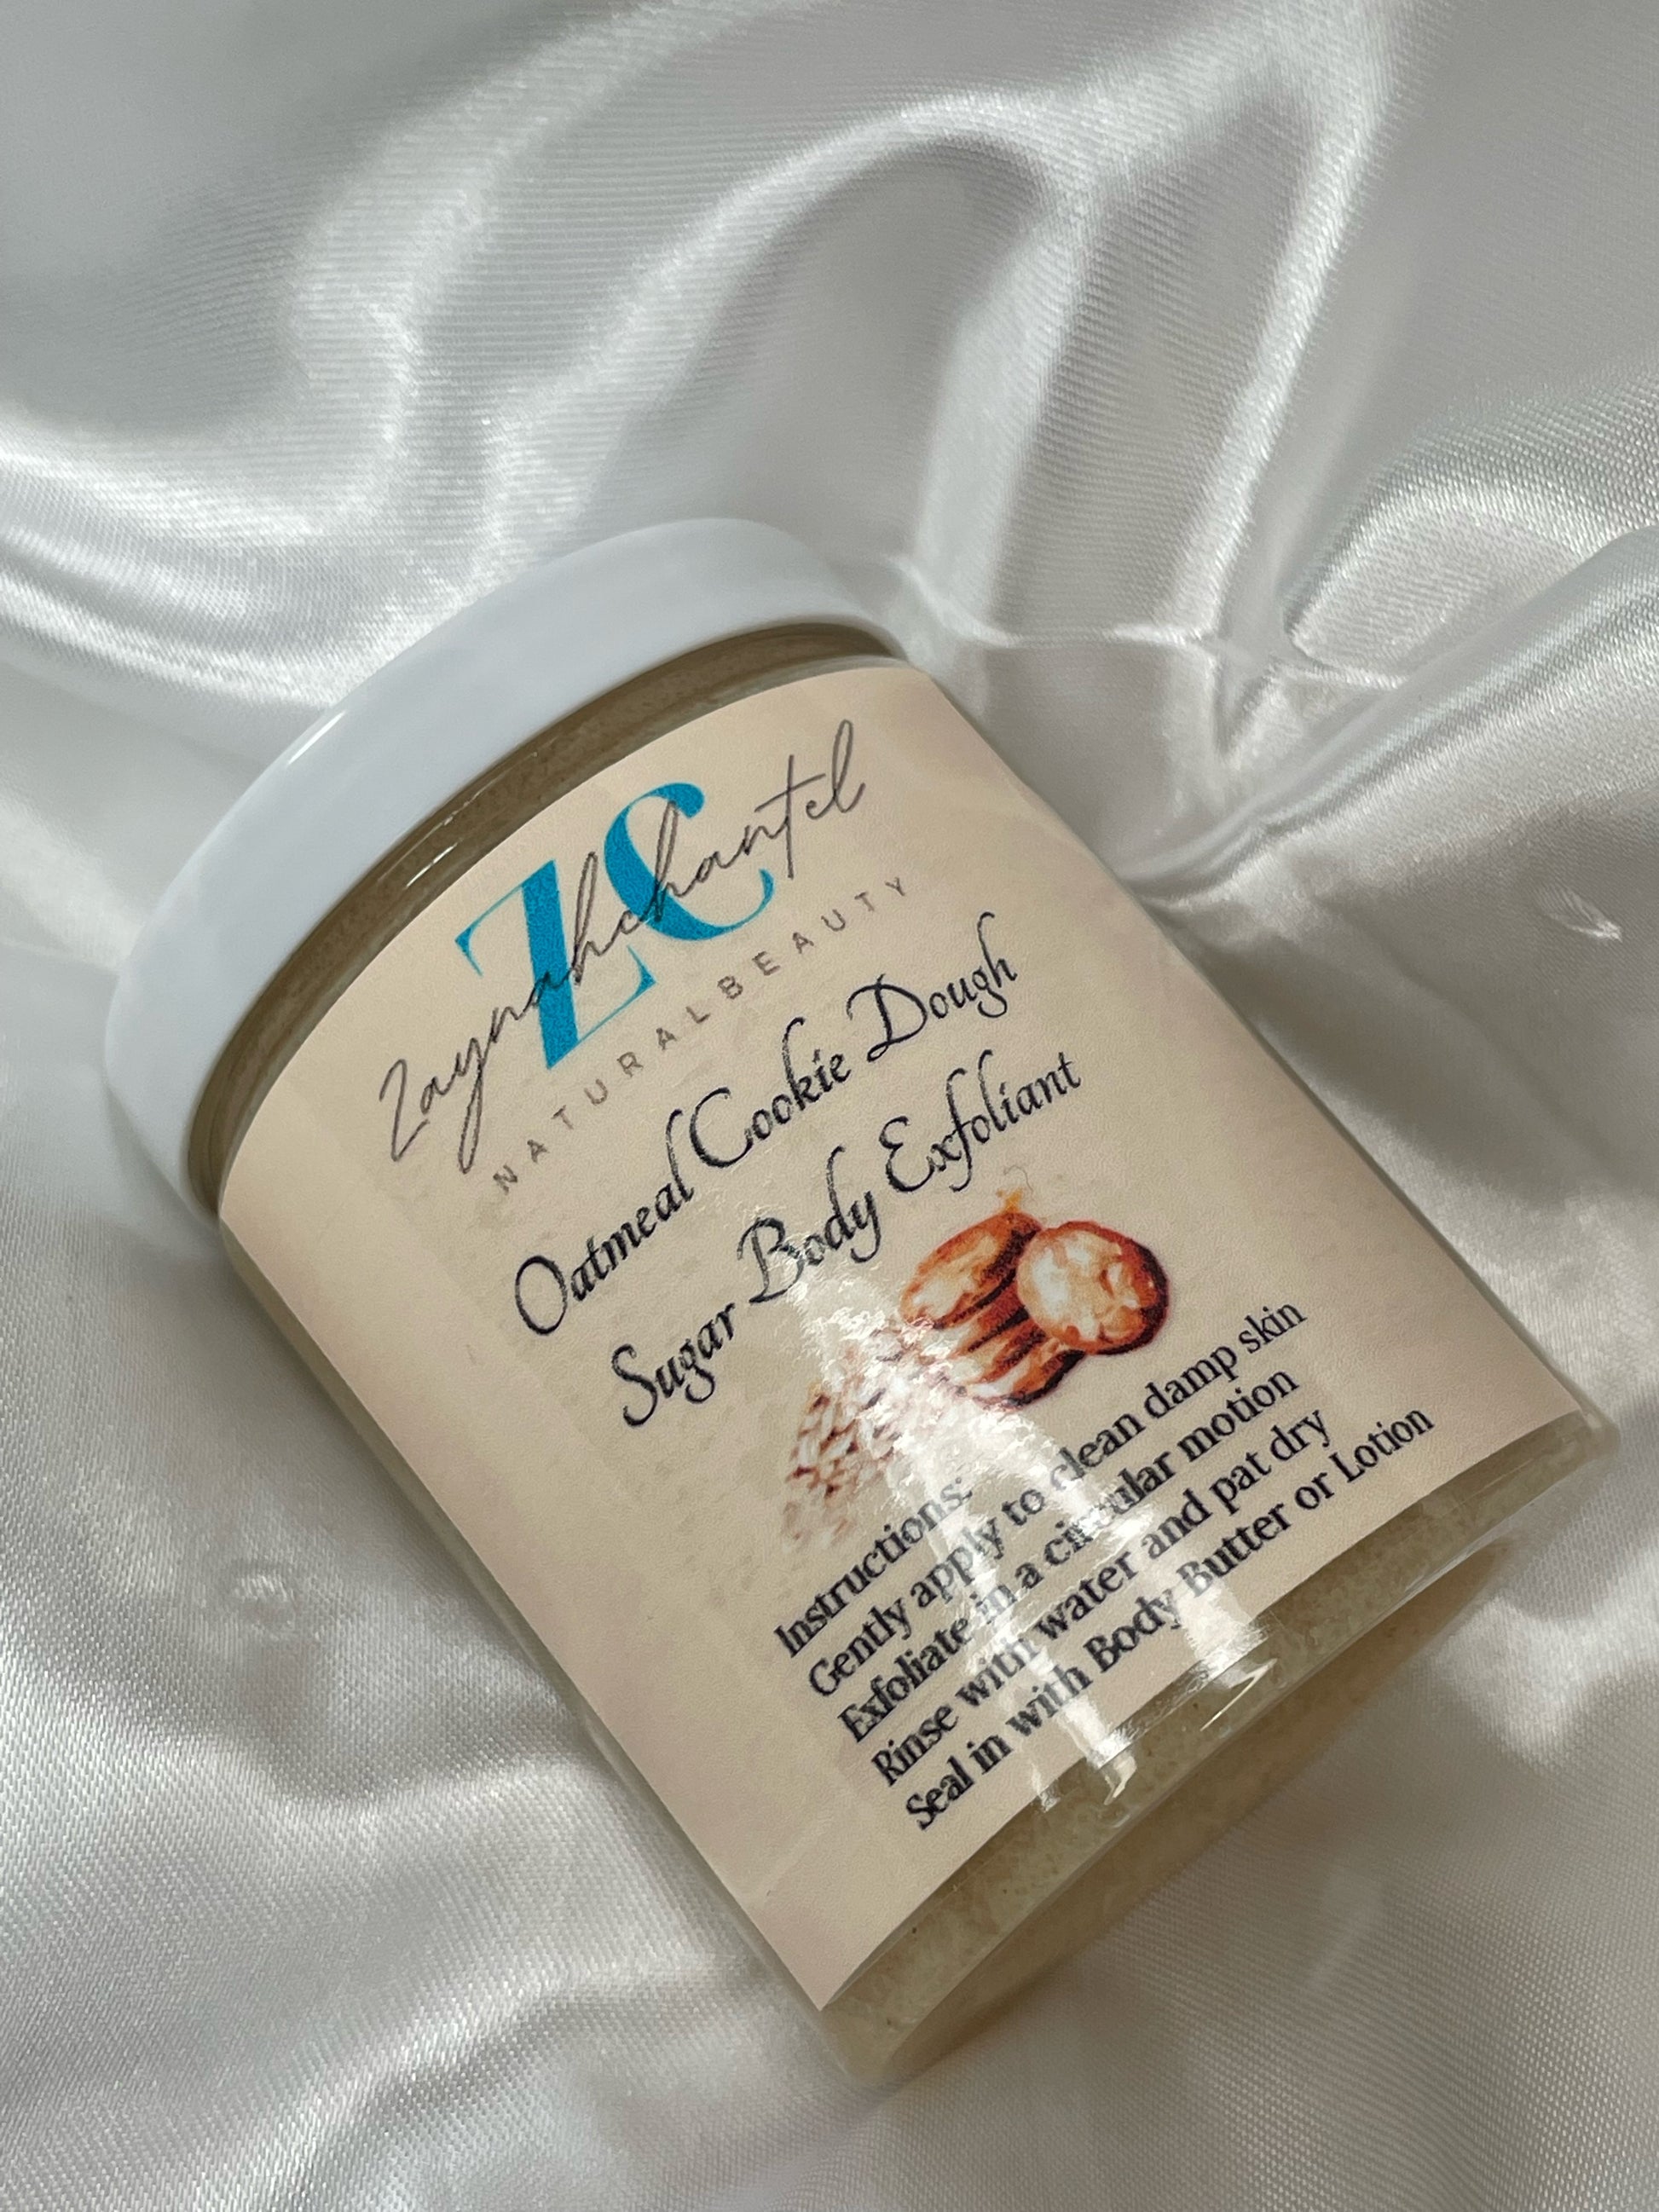 ZC
Zaynahchantel
NATURALBEAUTY
Oatmeal Cookie Dough
Sugar Body Exfoliant
Instructions:
Gently apply to clean damp skin
Exfoliate in a circular motion
Rinse with water and pat dry
Seal in with Body Butter or Lotion